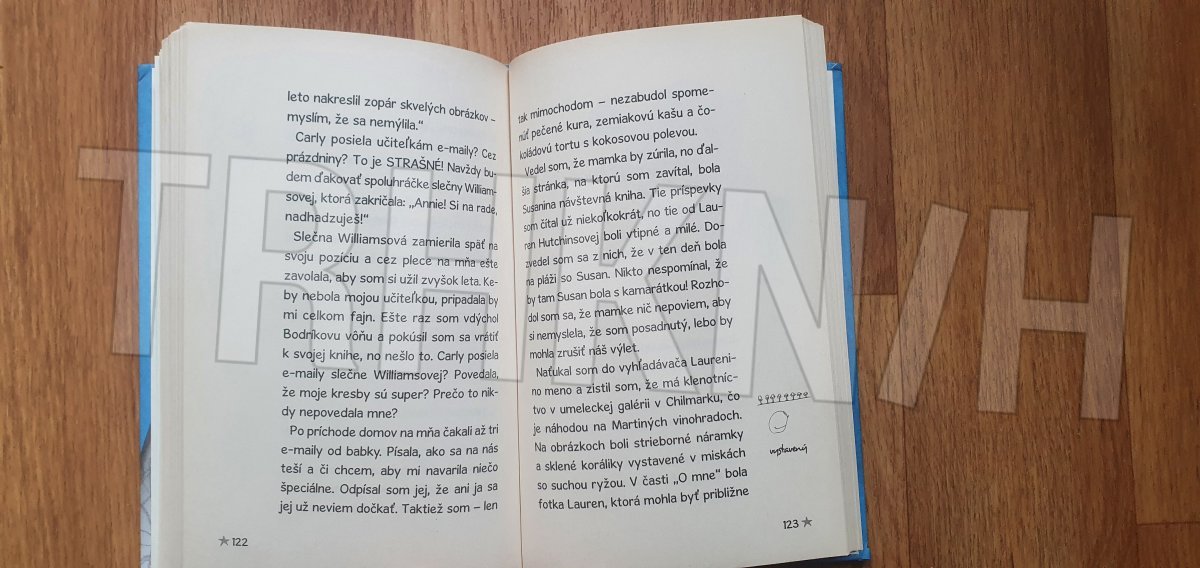 leto nakreslil zopár skvelých obrázkov –
myslím, že sa nemýlila.“
Carly posiela učiteľkám e-maily? Cez
prázdniny? To je STRAŠNÉ! Navždy bu-
dem ďakovať spoluhráčke slečny William-
sovej, ktorá zakričala: „Annie! Si na rade,
nadhadzuješ!“
Slečna Williamsová zamierila späť na
svoju pozíciu a cez plece na mňa ešte
zavolala, aby som si užil zvyšok leta. Ke-
by nebola mojou učiteľkou, pripadala by
mi celkom fajn. Ešte raz som vdýchol
Bodríkovu vôňu a pokúsil som sa vrátiť
k svojej knihe, no nešlo to. Carly posiela
e-maily slečne Williamsovej? Povedala,
že moje kresby sú super? Prečo to nik-
dy nepovedala mne?
Po príchode domov na mňa čakali až tri
e-maily od babky. Písala, ako sa na nás
teší a či chcem, aby mi navarila niečo
špeciálne. Odpísal som jej, že ani ja sa
jej už neviem dočkať. Taktiež som – len
122
tak mimochodom – nezabudol spome-
núť pečené kura, zemiakovú kašu a čo-
koládovú tortu s kokosovou polevou.
Vedel som, že mamka by zúrila, no ďal-
šia stránka, na ktorú som zavítal, bola
Susanina návštevná kniha. Tie príspevky
som čítal už niekoľkokrát, no tie od Lau-
ren Hutchinsovej boli vtipné a milé. Do-
zvedel som sa z nich, že v ten deň bola
na pláži so Susan. Nikto nespomínal, že
by tam Susan bola s kamarátkou! Rozho-
dol som sa, že mamke nič nepoviem, aby
si nemyslela, že som posadnutý, lebo by
mohla zrušiť náš výlet.
Naťukal som do vyhľadávača Laureni-
no meno a zistil som, že má klenotníc-
tvo v umeleckej galérii v Chilmarku, čo
je náhodou na Martiných vinohradoch.
Na obrázkoch boli strieborné náramky
a sklené koráliky vystavené v miskách
so suchou ryžou. V časti „O mne“ bola
fotka Lauren, ktorá mohla byť približne
vystavený
123
TRHKNIH